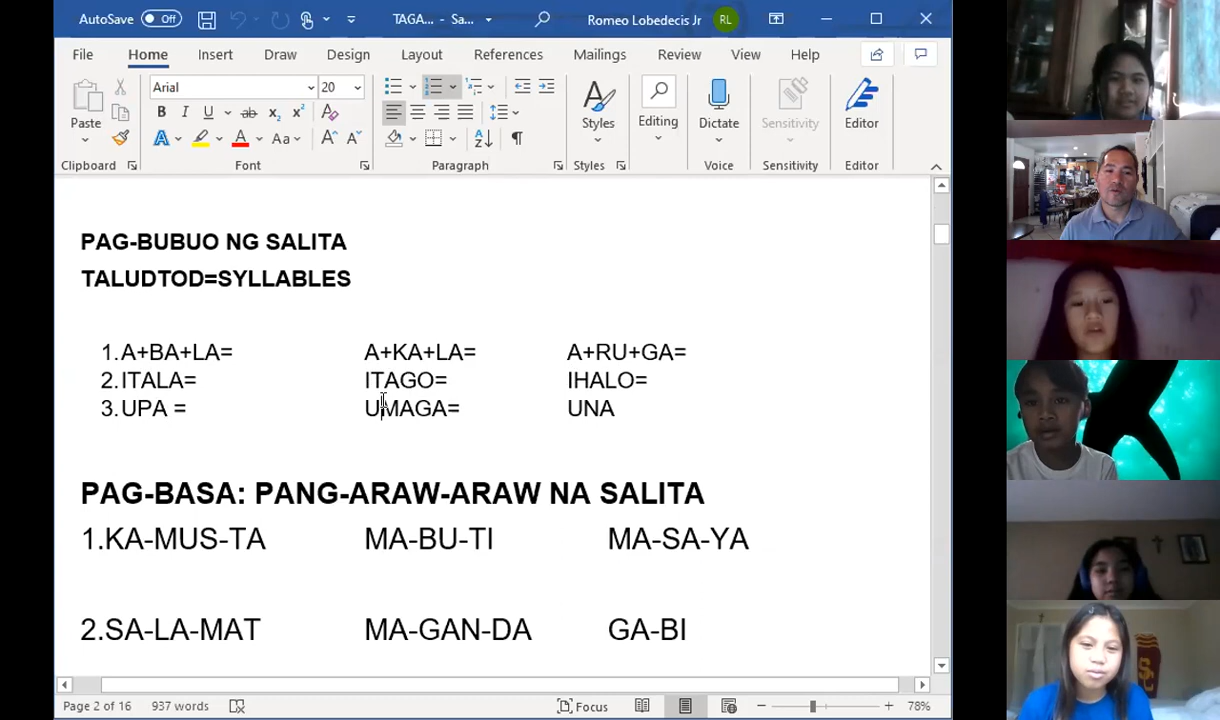 AutoSave Off TAGA... - Sa... Romeo Lobedecis Jr RL
File Home Insert Draw Design Layout References Mailings Review View Help
Arial 20
Paste Styles Editing Dictate Sensitivity Editor
Clipboard Font Paragraph Styles Voice Sensitivity Editor
PAG-BUBUO NG SALITA
TALUDTOD=SYLLABLES
1. A+BA+LA= A+KA+LA= A+RU+GA=
2. ITALA= ITAGO= IHALO=
3. UPA = UMAGA= UNA
PAG-BASA: PANG-ARAW-ARAW NA SALITA
1.KA-MUS-TA MA-BU-TI MA-SA-YA
2.SA-LA-MAT MA-GAN-DA GA-BI
Page 2 of 16 937 words Focus 78%